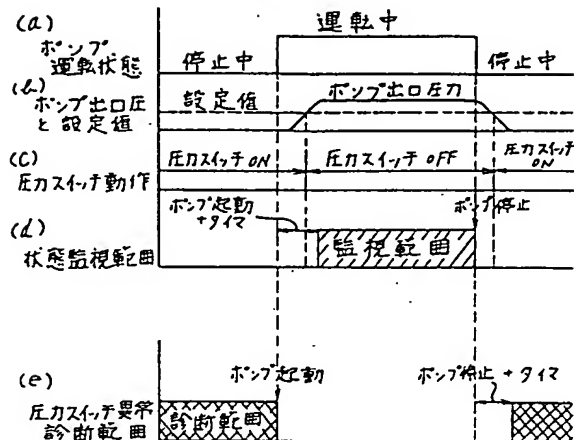 (a)
ポンプ
運転状態
停止中
運転中
停止中
(b)
ポンプ出口圧
と設定値
設定値
ポンプ出口圧力
(c)
圧力スイッチ動作
圧力スイッチON
圧力スイッチOFF
圧力スイッチ
ON
(d)
状態監視範囲
ポンプ起動
+タイマ
監視範囲
ポンプ停止
(e)
圧力スイッチ異常
診断範囲
診断範囲
ポンプ起動
ポンプ停止+タイマ